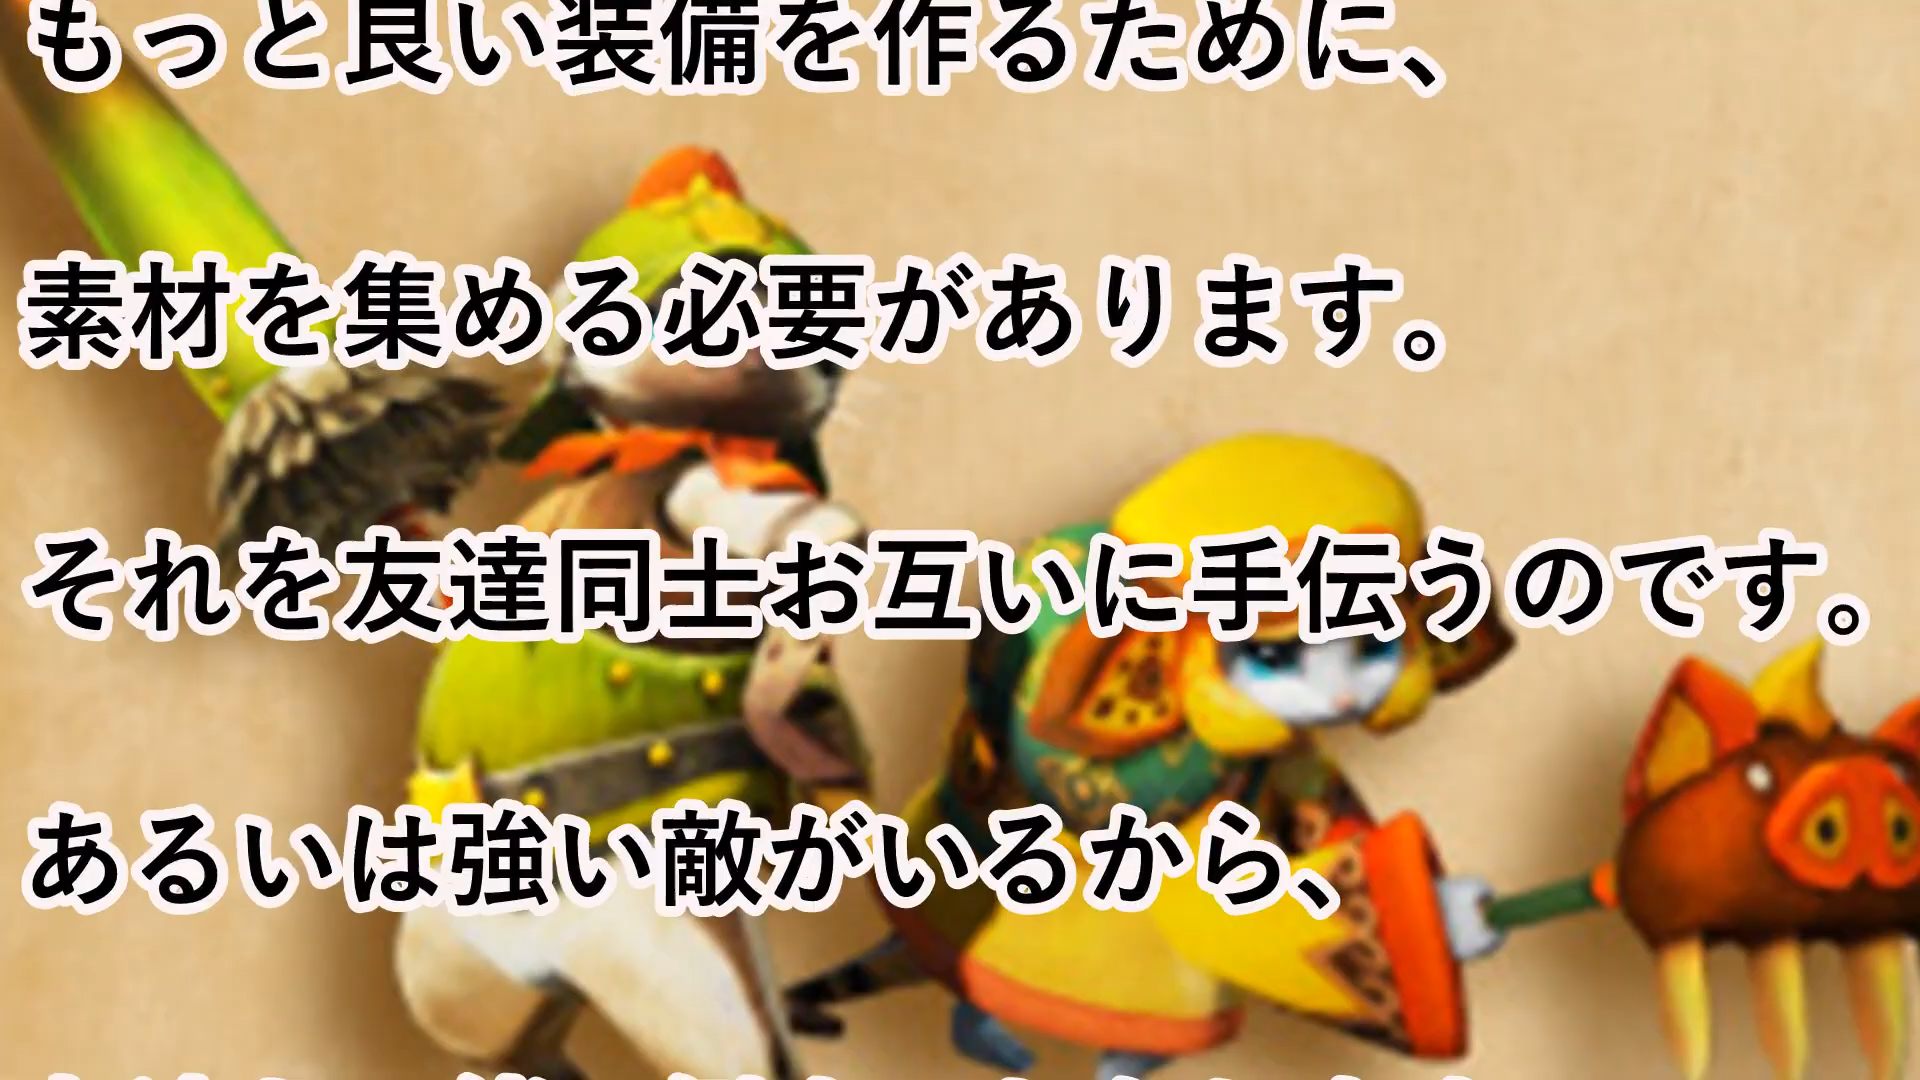 もっと良い装備を作るために、
素材を集める必要があります。
それを友達同士お互いに手伝うのです。
あるいは強い敵がいるから、